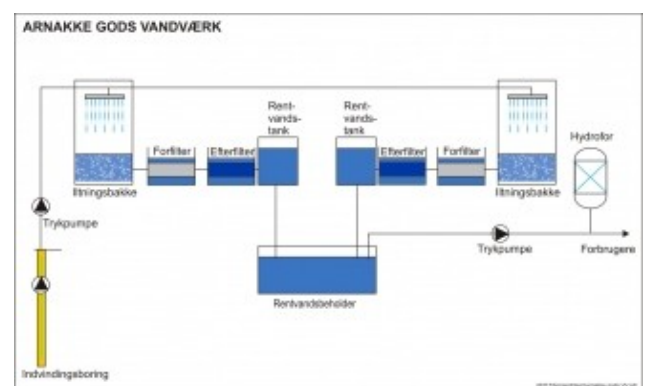 ARNAKKE GODS VANDVÆRK
Rent-
vands-
tank
Rent-
vands-
tank
Hydrofor
Forfilter
Efterfilter
Efterfilter
Forfilter
Iltningsbakke
Iltningsbakke
Trykpumpe
Trykpumpe
Forbrugere
Rentvandsbeholder
Indvindingsboring